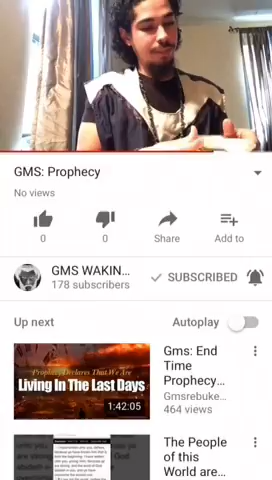 GMS: Prophecy
No views
0
0
Share
Add to
GMS WAKIN...
178 subscribers
SUBSCRIBED
Up next
Autoplay
Prophecy Declares That We Are
Living In The Last Days
1:42:05
Gms: End
Time
Prophecy...
Gmsrebuke...
464 views
The People
of this
World are...